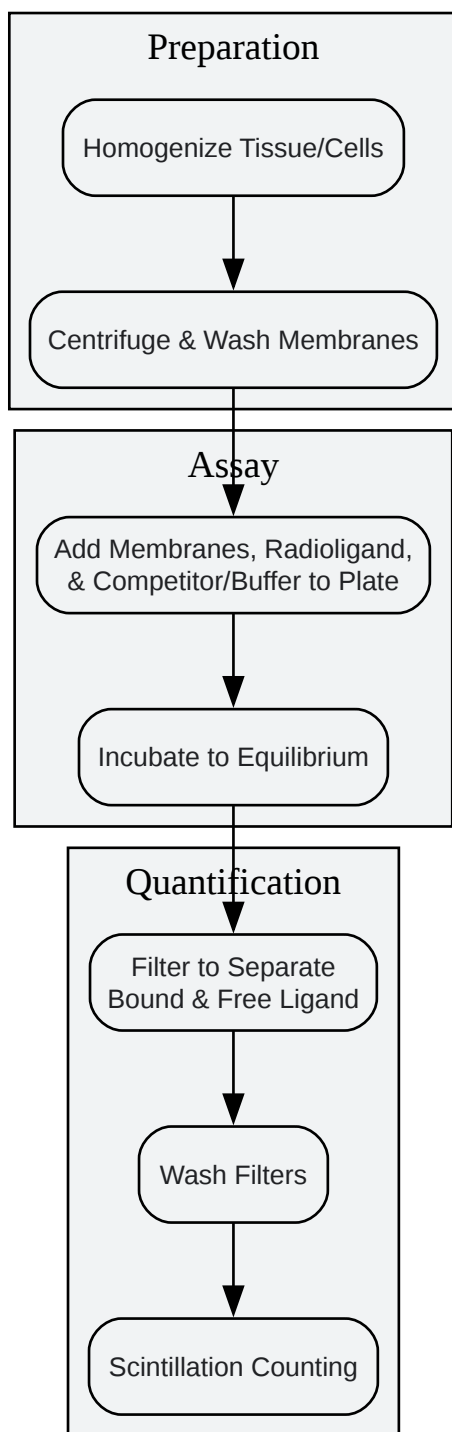 Preparation
Homogenize Tissue/Cells
Centrifuge & Wash Membranes
Assay
Add Membranes, Radioligand,
& Competitor/Buffer to Plate
Incubate to Equilibrium
Quantification
Filter to Separate
Bound & Free Ligand
Wash Filters
Scintillation Counting